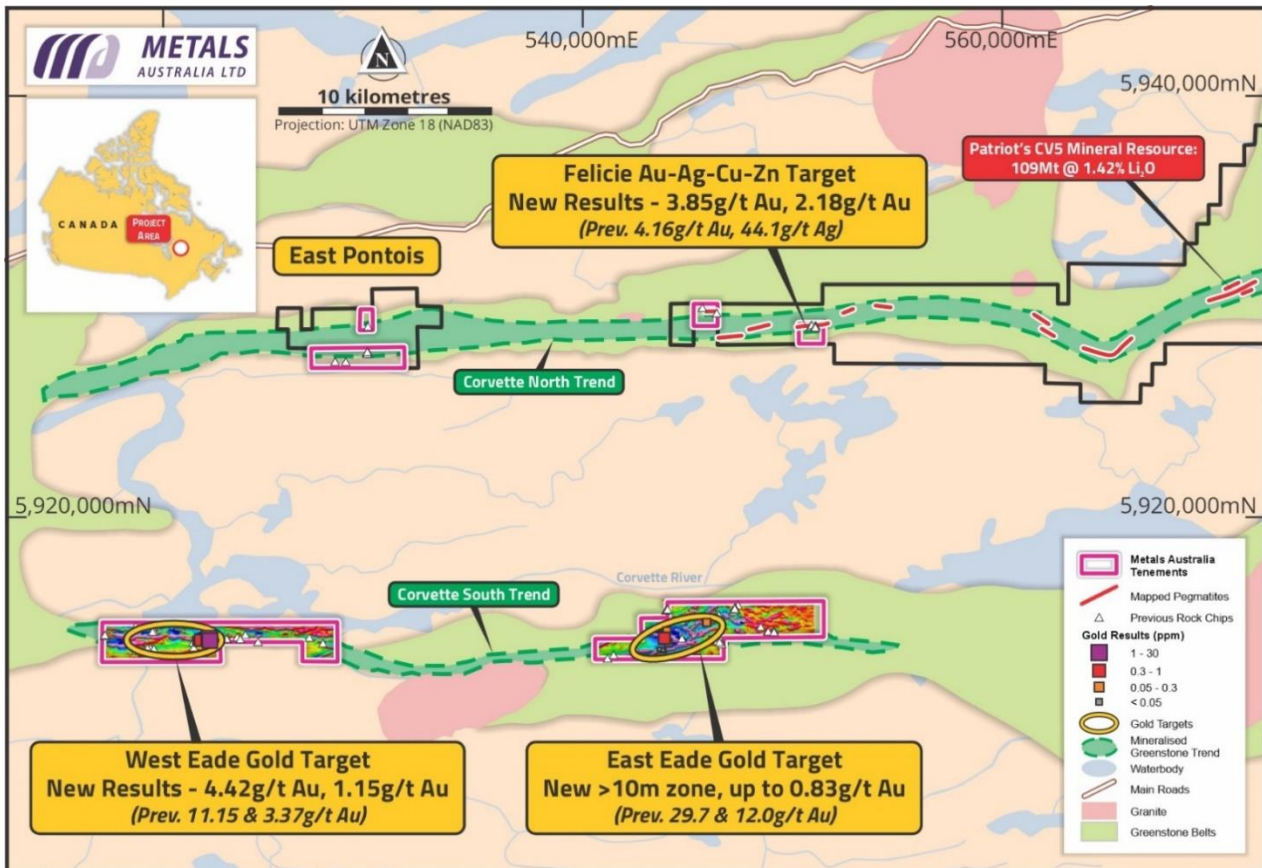 METALS
AUSTRALIA LTD
N
10 kilometres
Projection: UTM Zone 18 (NAD83)
540,000mE
560,000mE
5,940,000mN
CANADA
PROJECT
AREA
East Pontois
Felicie Au-Ag-Cu-Zn Target
New Results - 3.85g/t Au, 2.18g/t Au
(Prev. 4.16g/t Au, 44.1g/t Ag)
Patriot's CV5 Mineral Resource:
109Mt @ 1.42% Li₂O
Corvette North Trend
5,920,000mN
5,920,000mN
Corvette River
Corvette South Trend
West Eade Gold Target
New Results - 4.42g/t Au, 1.15g/t Au
(Prev. 11.15 & 3.37g/t Au)
East Eade Gold Target
New >10m zone, up to 0.83g/t Au
(Prev. 29.7 & 12.0g/t Au)
Metals Australia
Tenements
Mapped Pegmatites
Previous Rock Chips
Gold Results (ppm)
1 - 30
0.3 - 1
0.05 - 0.3
< 0.05
Gold Targets
Mineralised
Greenstone Trend
Waterbody
Main Roads
Granite
Greenstone Belts